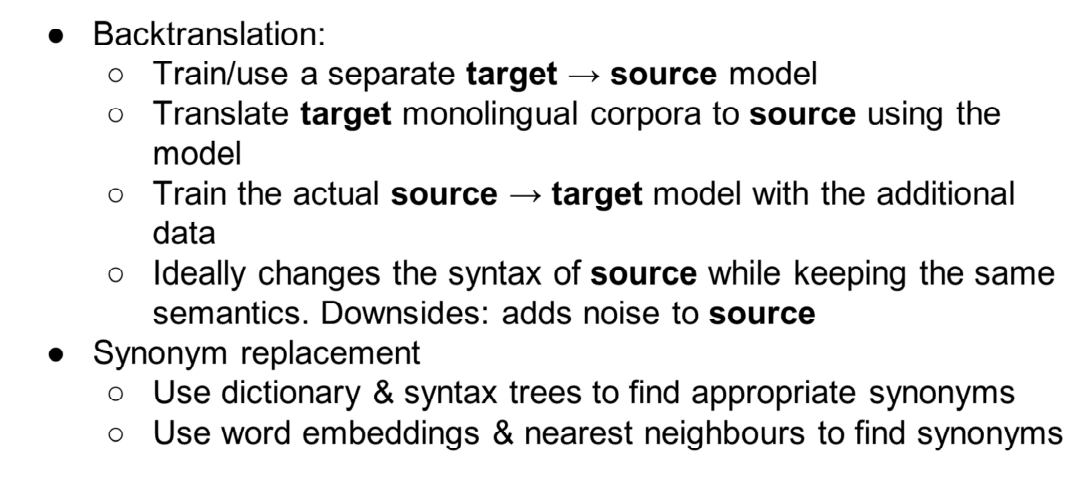 ● Backtranslation:
○ Train/use a separate target → source model
○ Translate target monolingual corpora to source using the
model
○ Train the actual source → target model with the additional
data
○ Ideally changes the syntax of source while keeping the same
semantics. Downsides: adds noise to source
● Synonym replacement
○ Use dictionary & syntax trees to find appropriate synonyms
○ Use word embeddings & nearest neighbours to find synonyms